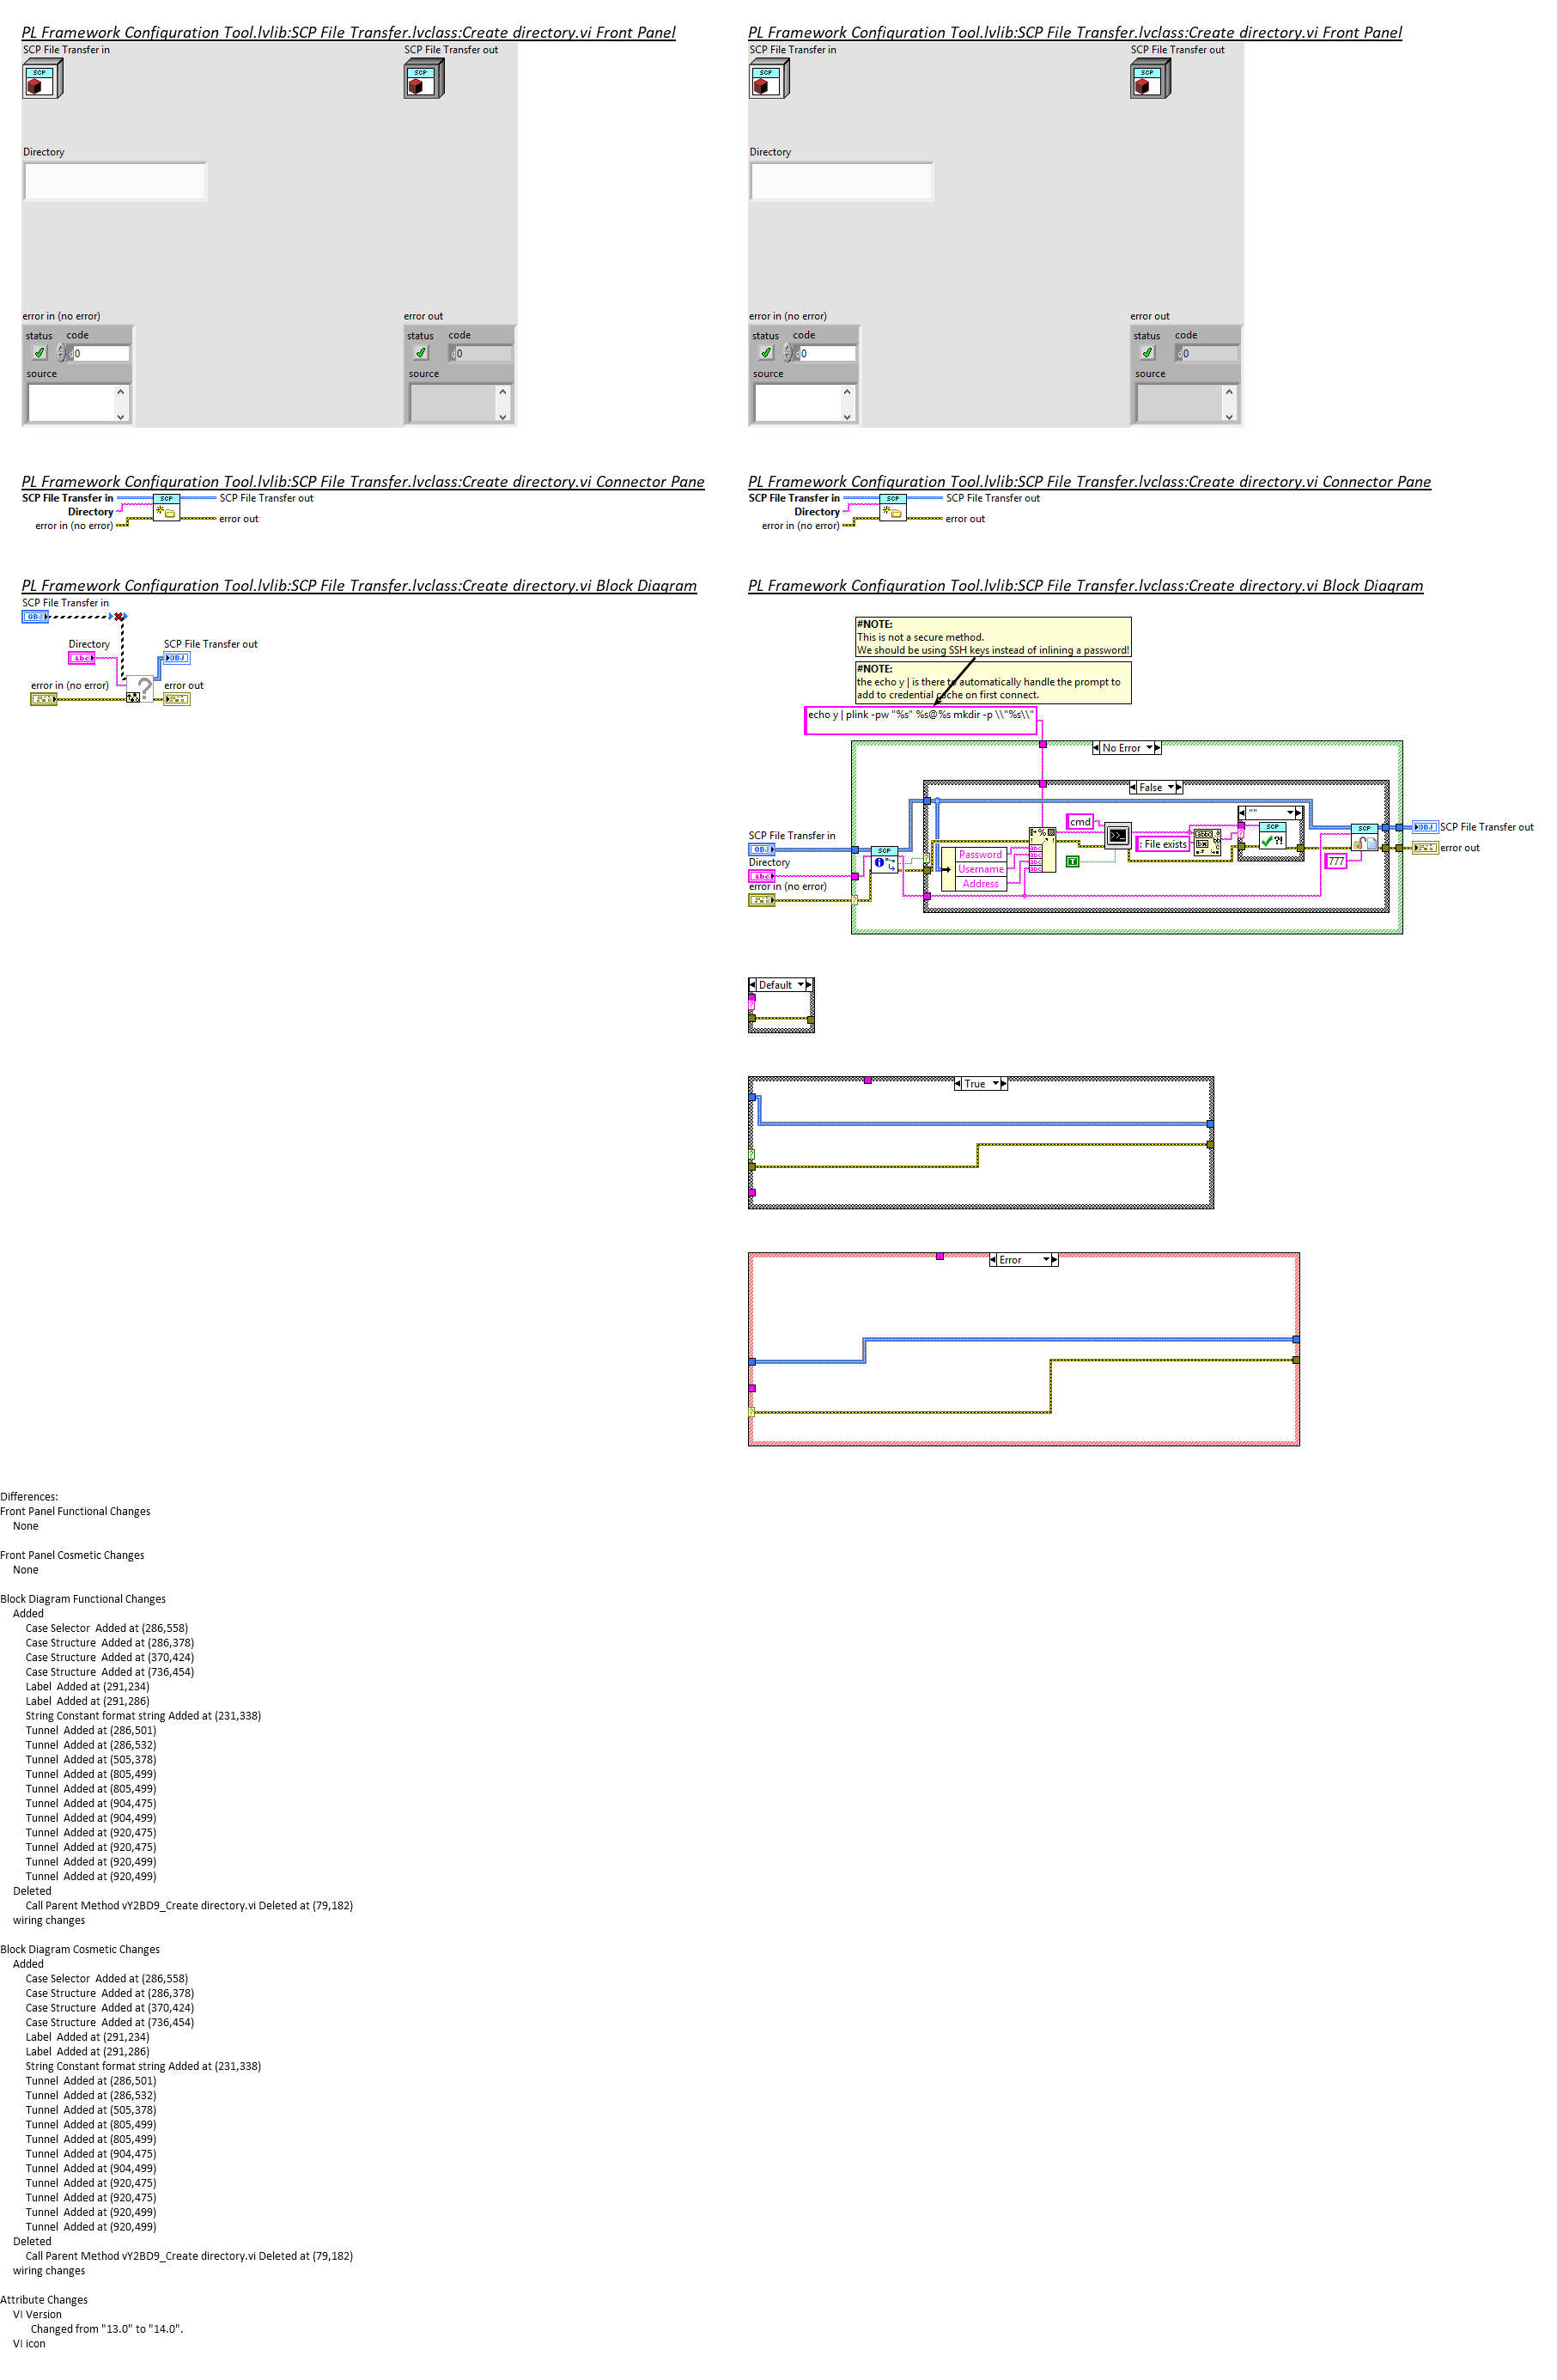 PL Framework Configuration Tool.lvlib:SCP File Transfer.lvclass:Create directory.vi Front Panel
SCP File Transfer in
SCP File Transfer out
SCP
SCP
Directory
error in (no error)
error out
status code
0
status code
0
source
source
PL Framework Configuration Tool.lvlib:SCP File Transfer.lvclass:Create directory.vi Front Panel
SCP File Transfer in
SCP File Transfer out
SCP
SCP
Directory
error in (no error)
error out
status code
0
status code
0
source
source
PL Framework Configuration Tool.lvlib:SCP File Transfer.lvclass:Create directory.vi Connector Pane
SCP File Transfer in
SCP
SCP File Transfer out
Directory
error in (no error)
error out
PL Framework Configuration Tool.lvlib:SCP File Transfer.lvclass:Create directory.vi Connector Pane
SCP File Transfer in
SCP
SCP File Transfer out
Directory
error in (no error)
error out
PL Framework Configuration Tool.lvlib:SCP File Transfer.lvclass:Create directory.vi Block Diagram
SCP File Transfer in
OBJ
Directory
abc
SCP File Transfer out
OBJ
error in (no error)
?
error out
PL Framework Configuration Tool.lvlib:SCP File Transfer.lvclass:Create directory.vi Block Diagram
#NOTE:
This is not a secure method.
We should be using SSH keys instead of inlining a password!
#NOTE:
the echo y | is there to automatically handle the prompt to
add to credential cache on first connect.
echo y | plink -pw "%s" %s@%s mkdir -p \\"%s\\"
No Error
False
""
cmd
SCP File Transfer in
OBJ
Directory
abc
error in (no error)
SCP
Password
Username
Address
T
: File exists
SCP
?!
SCP
777
OBJ
SCP File Transfer out
error out
Default
True
Error
Differences:
Front Panel Functional Changes
None
Front Panel Cosmetic Changes
None
Block Diagram Functional Changes
Added
Case Selector  Added at (286,558)
Case Structure  Added at (286,378)
Case Structure  Added at (370,424)
Case Structure  Added at (736,454)
Label  Added at (291,234)
Label  Added at (291,286)
String Constant format string Added at (231,338)
Tunnel  Added at (286,501)
Tunnel  Added at (286,532)
Tunnel  Added at (505,378)
Tunnel  Added at (805,499)
Tunnel  Added at (805,499)
Tunnel  Added at (904,475)
Tunnel  Added at (904,499)
Tunnel  Added at (920,475)
Tunnel  Added at (920,475)
Tunnel  Added at (920,499)
Tunnel  Added at (920,499)
Deleted
Call Parent Method vY2BD9_Create directory.vi Deleted at (79,182)
wiring changes
Block Diagram Cosmetic Changes
Added
Case Selector  Added at (286,558)
Case Structure  Added at (286,378)
Case Structure  Added at (370,424)
Case Structure  Added at (736,454)
Label  Added at (291,234)
Label  Added at (291,286)
String Constant format string Added at (231,338)
Tunnel  Added at (286,501)
Tunnel  Added at (286,532)
Tunnel  Added at (505,378)
Tunnel  Added at (805,499)
Tunnel  Added at (805,499)
Tunnel  Added at (904,475)
Tunnel  Added at (904,499)
Tunnel  Added at (920,475)
Tunnel  Added at (920,475)
Tunnel  Added at (920,499)
Tunnel  Added at (920,499)
Deleted
Call Parent Method vY2BD9_Create directory.vi Deleted at (79,182)
wiring changes
Attribute Changes
VI Version
Changed from "13.0" to "14.0".
VI icon